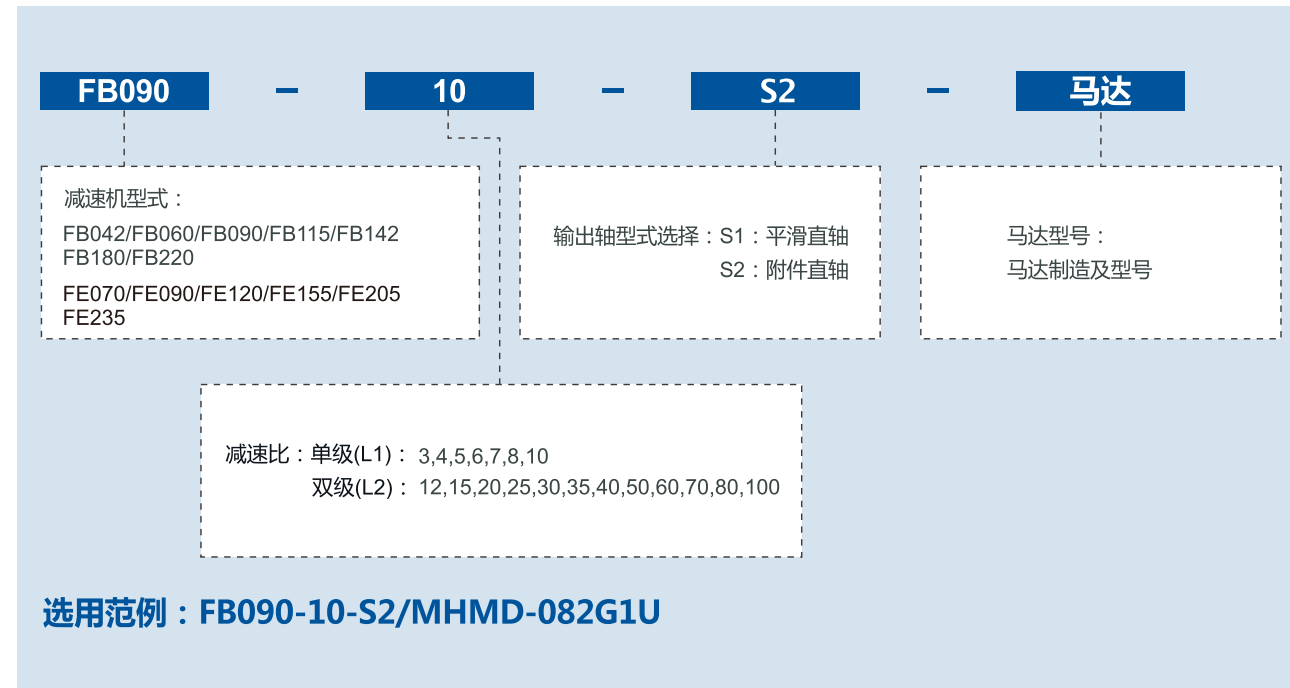 FB090 - 10 - S2 - 马达
减速机型式：
FB042/FB060/FB090/FB115/FB142
FB180/FB220
FE070/FE090/FE120/FE155/FE205
FE235
输出轴型式选择：S1：平滑直轴
S2：附件直轴
马达型号：
马达制造及型号
减速比：单级(L1)：3,4,5,6,7,8,10
双级(L2)：12,15,20,25,30,35,40,50,60,70,80,100
选用范例：FB090-10-S2/MHMD-082G1U